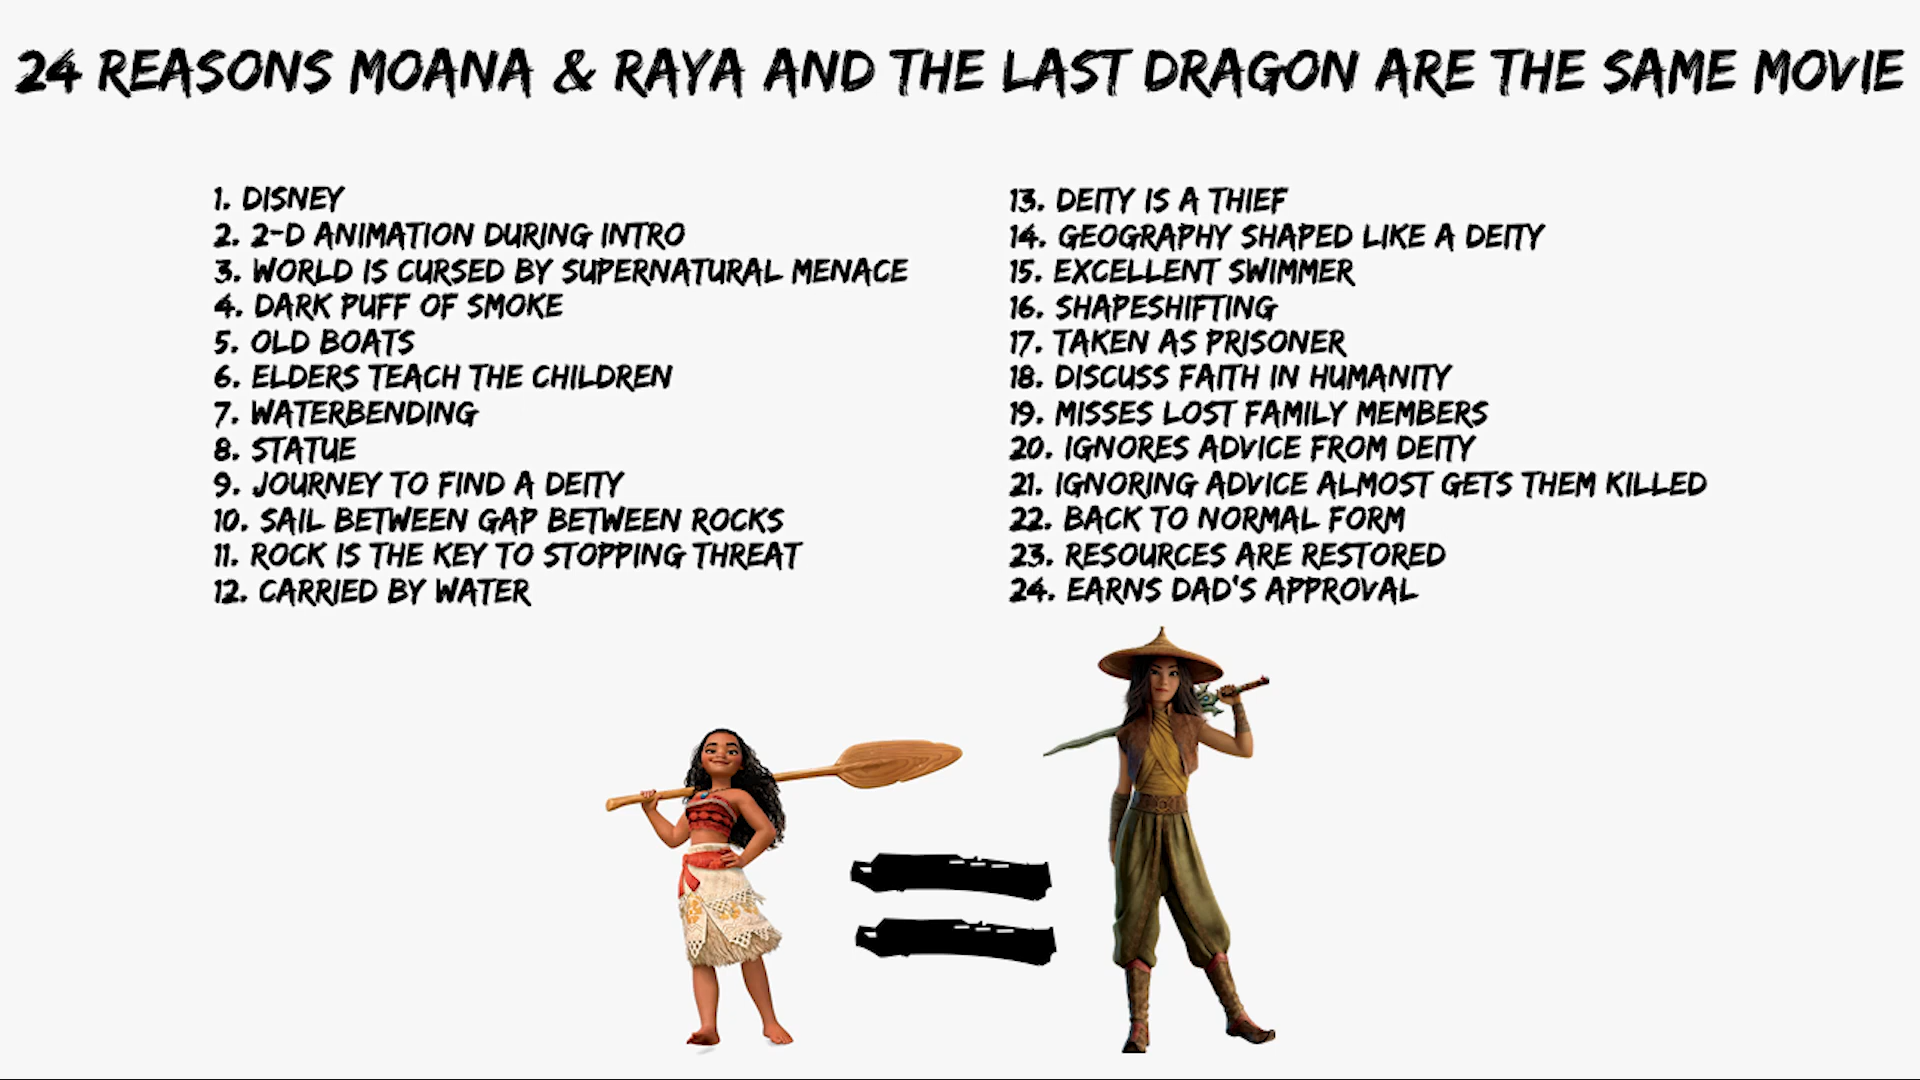 24 REASONS MOANA & RAYA AND THE LAST DRAGON ARE THE SAME MOVIE
1. DISNEY
2. 2-D ANIMATION DURING INTRO
3. WORLD IS CURSED BY SUPERNATURAL MENACE
4. DARK PUFF OF SMOKE
5. OLD BOATS
6. ELDERS TEACH THE CHILDREN
7. WATERBENDING
8. STATUE
9. JOURNEY TO FIND A DEITY
10. SAIL BETWEEN GAP BETWEEN ROCKS
11. ROCK IS THE KEY TO STOPPING THREAT
12. CARRIED BY WATER
13. DEITY IS A THIEF
14. GEOGRAPHY SHAPED LIKE A DEITY
15. EXCELLENT SWIMMER
16. SHAPESHIFTING
17. TAKEN AS PRISONER
18. DISCUSS FAITH IN HUMANITY
19. MISSES LOST FAMILY MEMBERS
20. IGNORES ADVICE FROM DEITY
21. IGNORING ADVICE ALMOST GETS THEM KILLED
22. BACK TO NORMAL FORM
23. RESOURCES ARE RESTORED
24. EARNS DAD'S APPROVAL